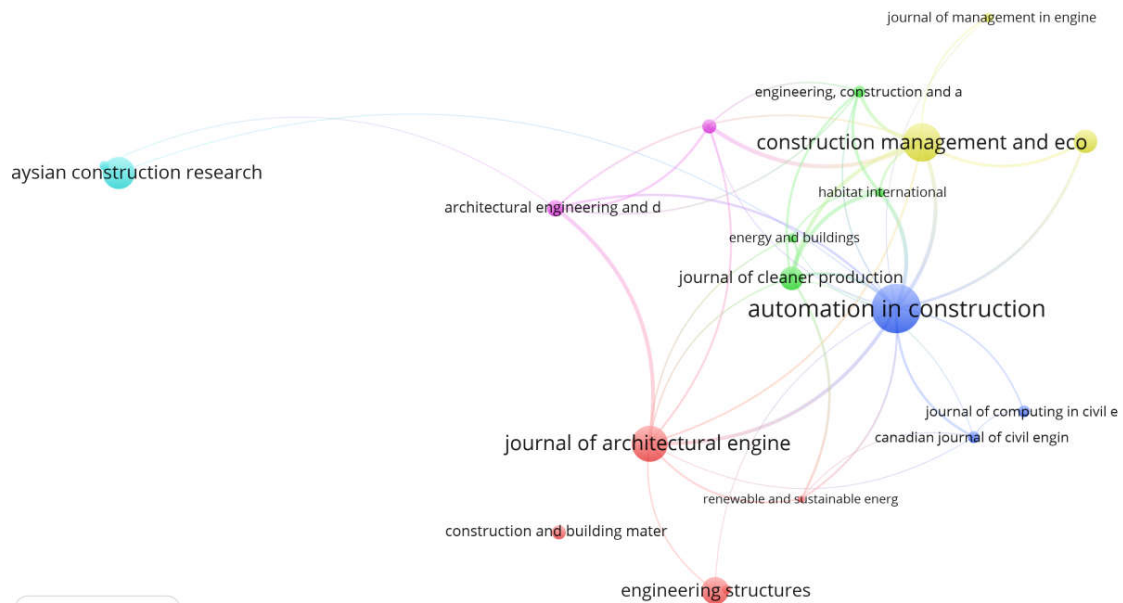 journal of management in engine
engineering, construction and a
construction management and eco
aysian construction research
habitat international
architectural engineering and d
energy and buildings
journal of cleaner production
automation in construction
journal of computing in civil e
canadian journal of civil engin
journal of architectural engine
renewable and sustainable energ
construction and building mater
engineering structures